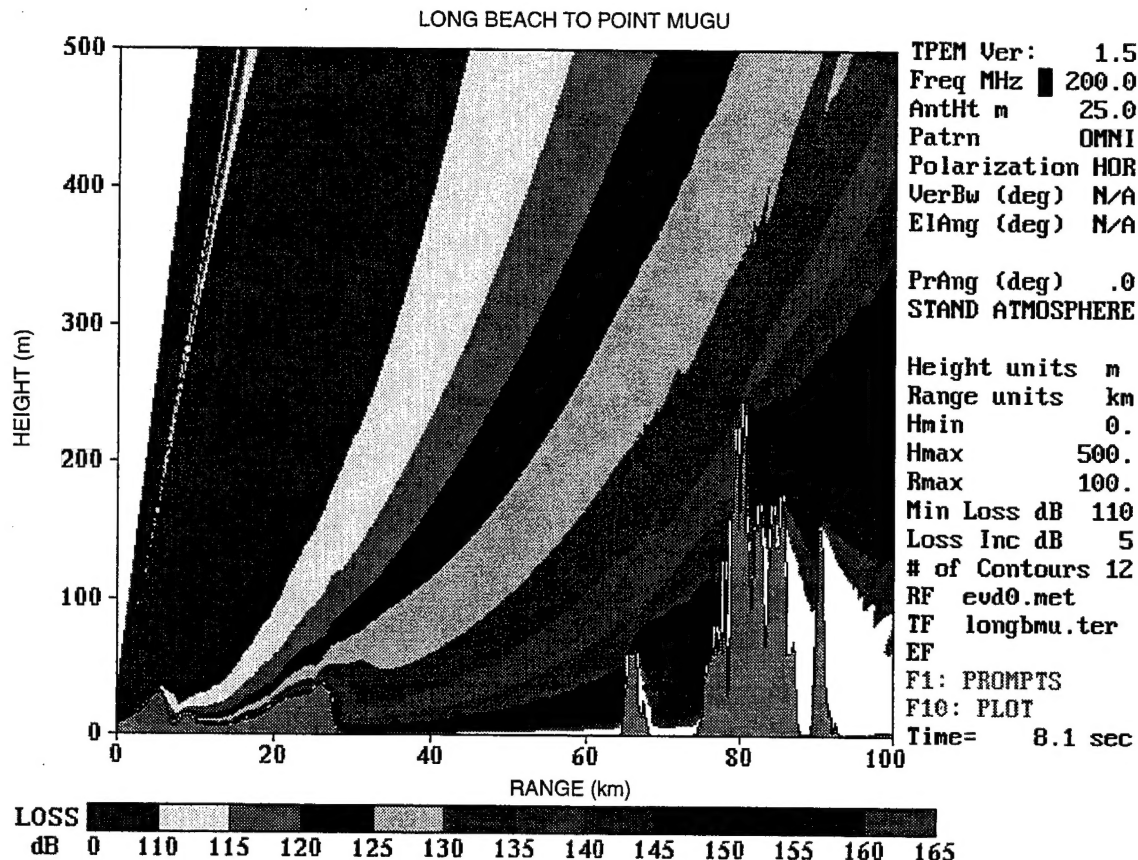 LONG BEACH TO POINT MUGU
500
400
300
200
100
0
HEIGHT (m)
0 20 40 60 80 100
RANGE (km)
TPEM Ver: 1.5
Freq MHz 200.0
AntHt m 25.0
Patrn OMNI
Polarization HOR
VerBw (deg) N/A
ElAng (deg) N/A
PrAng (deg) .0
STAND ATMOSPHERE
Height units m
Range units km
Hmin 0.
Hmax 500.
Rmax 100.
Min Loss dB 110
Loss Inc dB 5
# of Contours 12
RF evd0.met
TF longbmu.ter
EF
F1: PROMPTS
F10: PLOT
Time= 8.1 sec
LOSS
dB 0 110 115 120 125 130 135 140 145 150 155 160 165